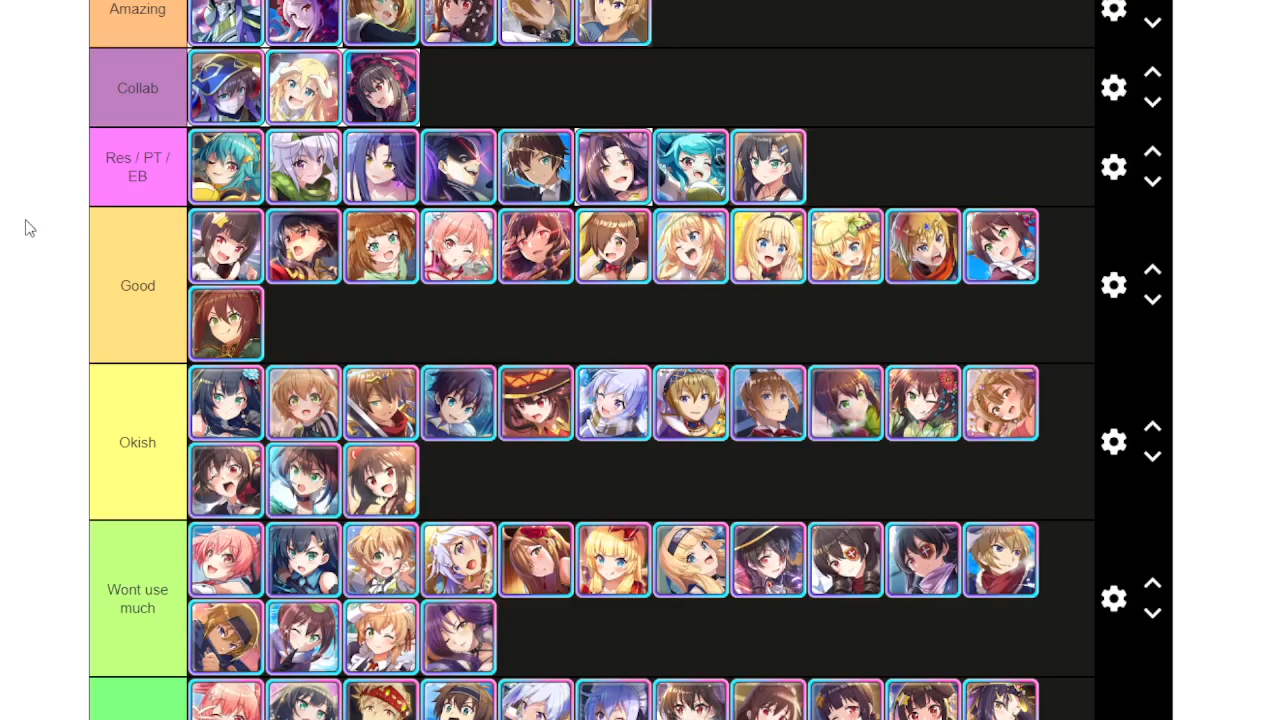 Amazing
Collab
Res / PT /
EB
Good
Okish
Wont use
much